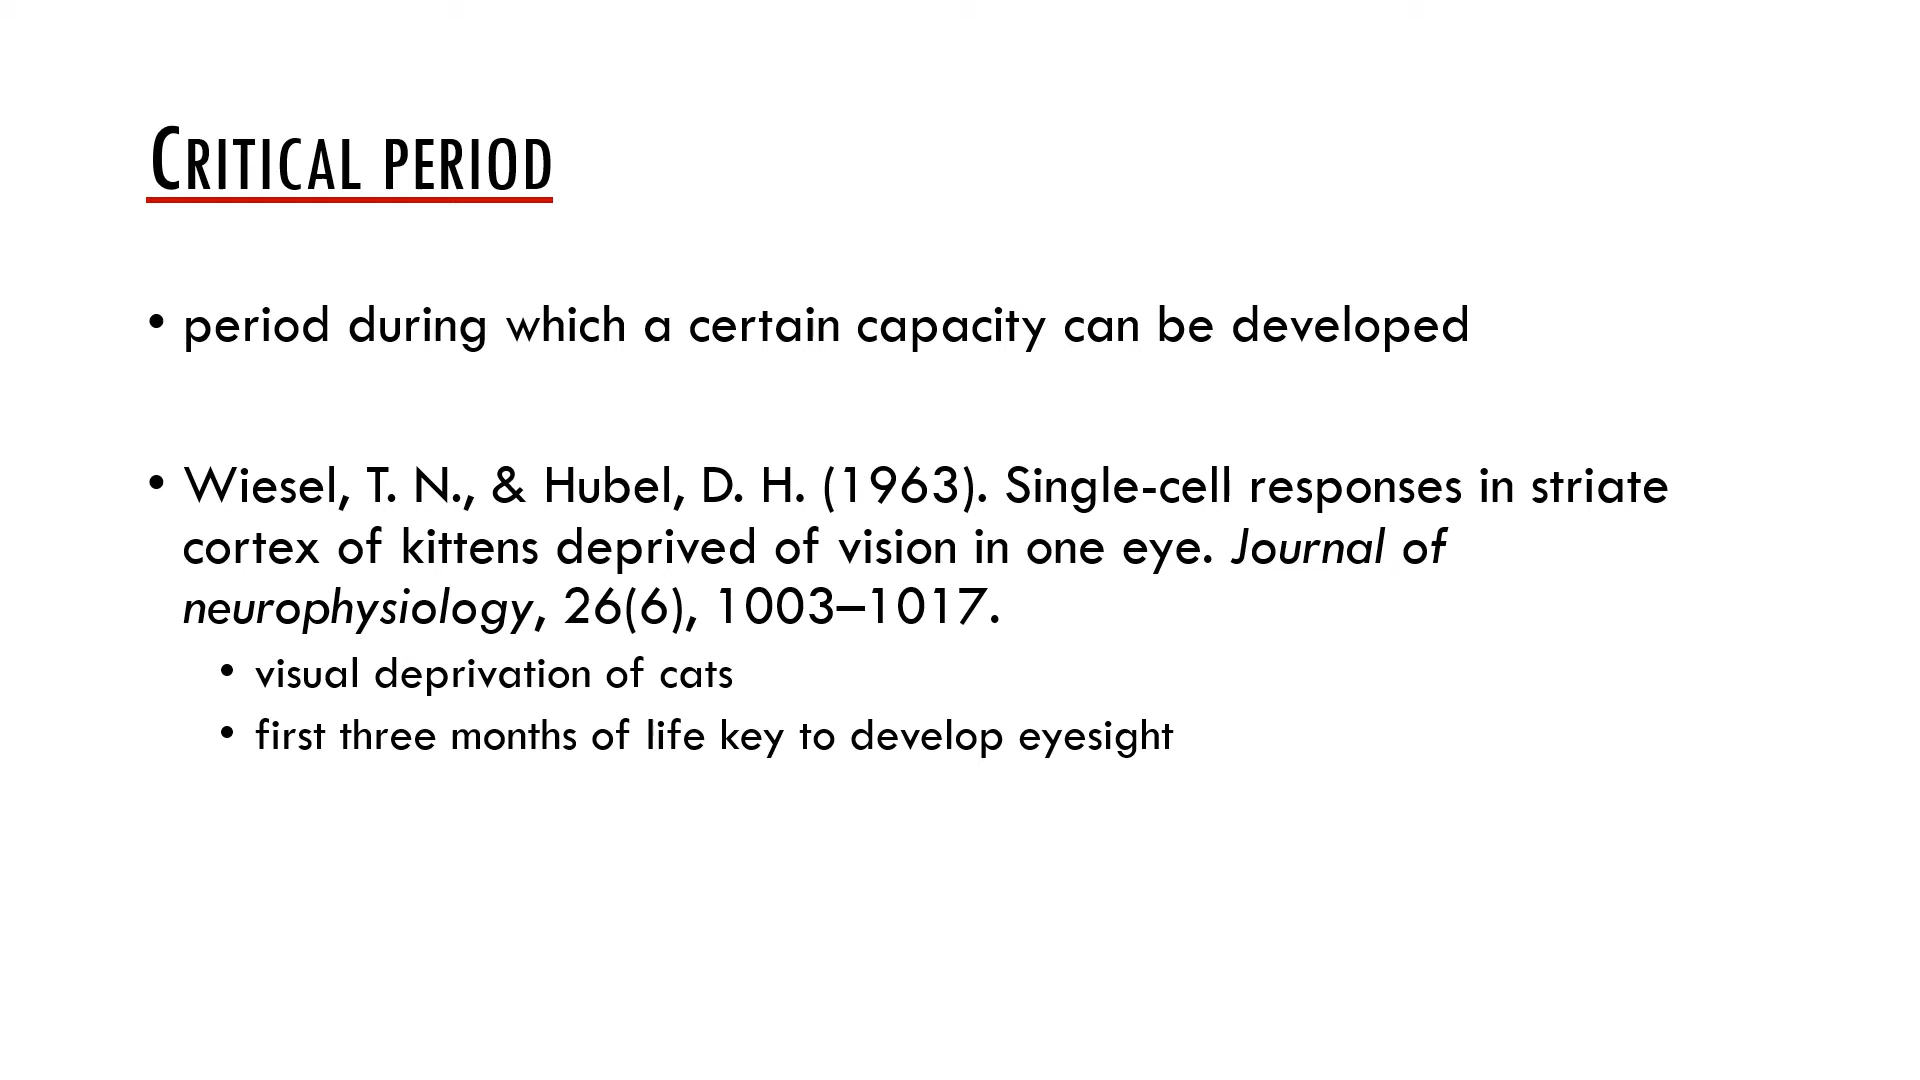 Critical period
• period during which a certain capacity can be developed
• Wiesel, T. N., & Hubel, D. H. (1963). Single-cell responses in striate
cortex of kittens deprived of vision in one eye. Journal of
neurophysiology, 26(6), 1003–1017.
• visual deprivation of cats
• first three months of life key to develop eyesight